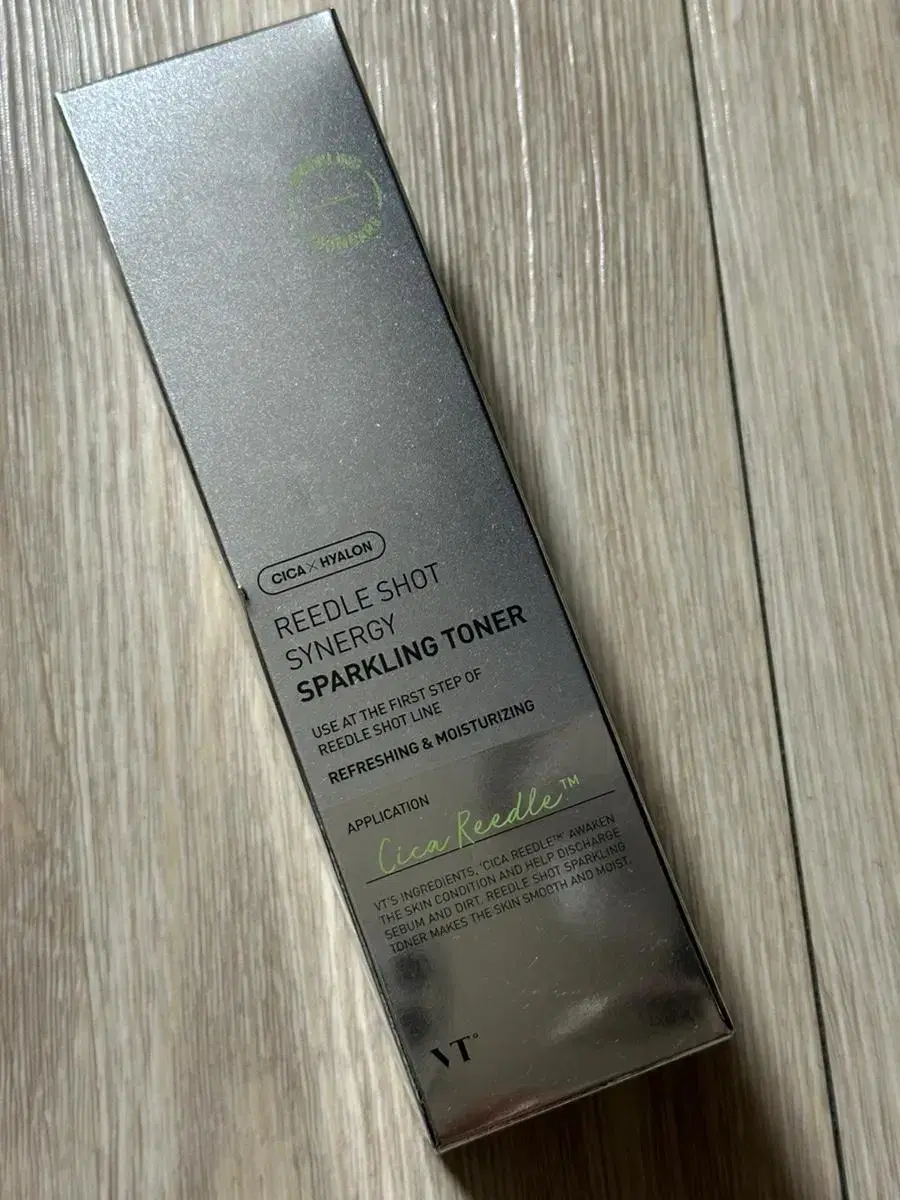 CICA × HYALON
REEDLE SHOT
SYNERGY
SPARKLING TONER
USE AT THE FIRST STEP OF
REEDLE SHOT LINE
REFRESHING & MOISTURIZING
APPLICATION
Cica Reedle™
VT'S INGREDIENTS, 'CICA REEDLE™' AWAKEN
THE SKIN CONDITION AND HELP DISCHARGE
SEBUM AND DIRT. REEDLE SHOT SPARKLING
TONER MAKES THE SKIN SMOOTH AND MOIST.
VT